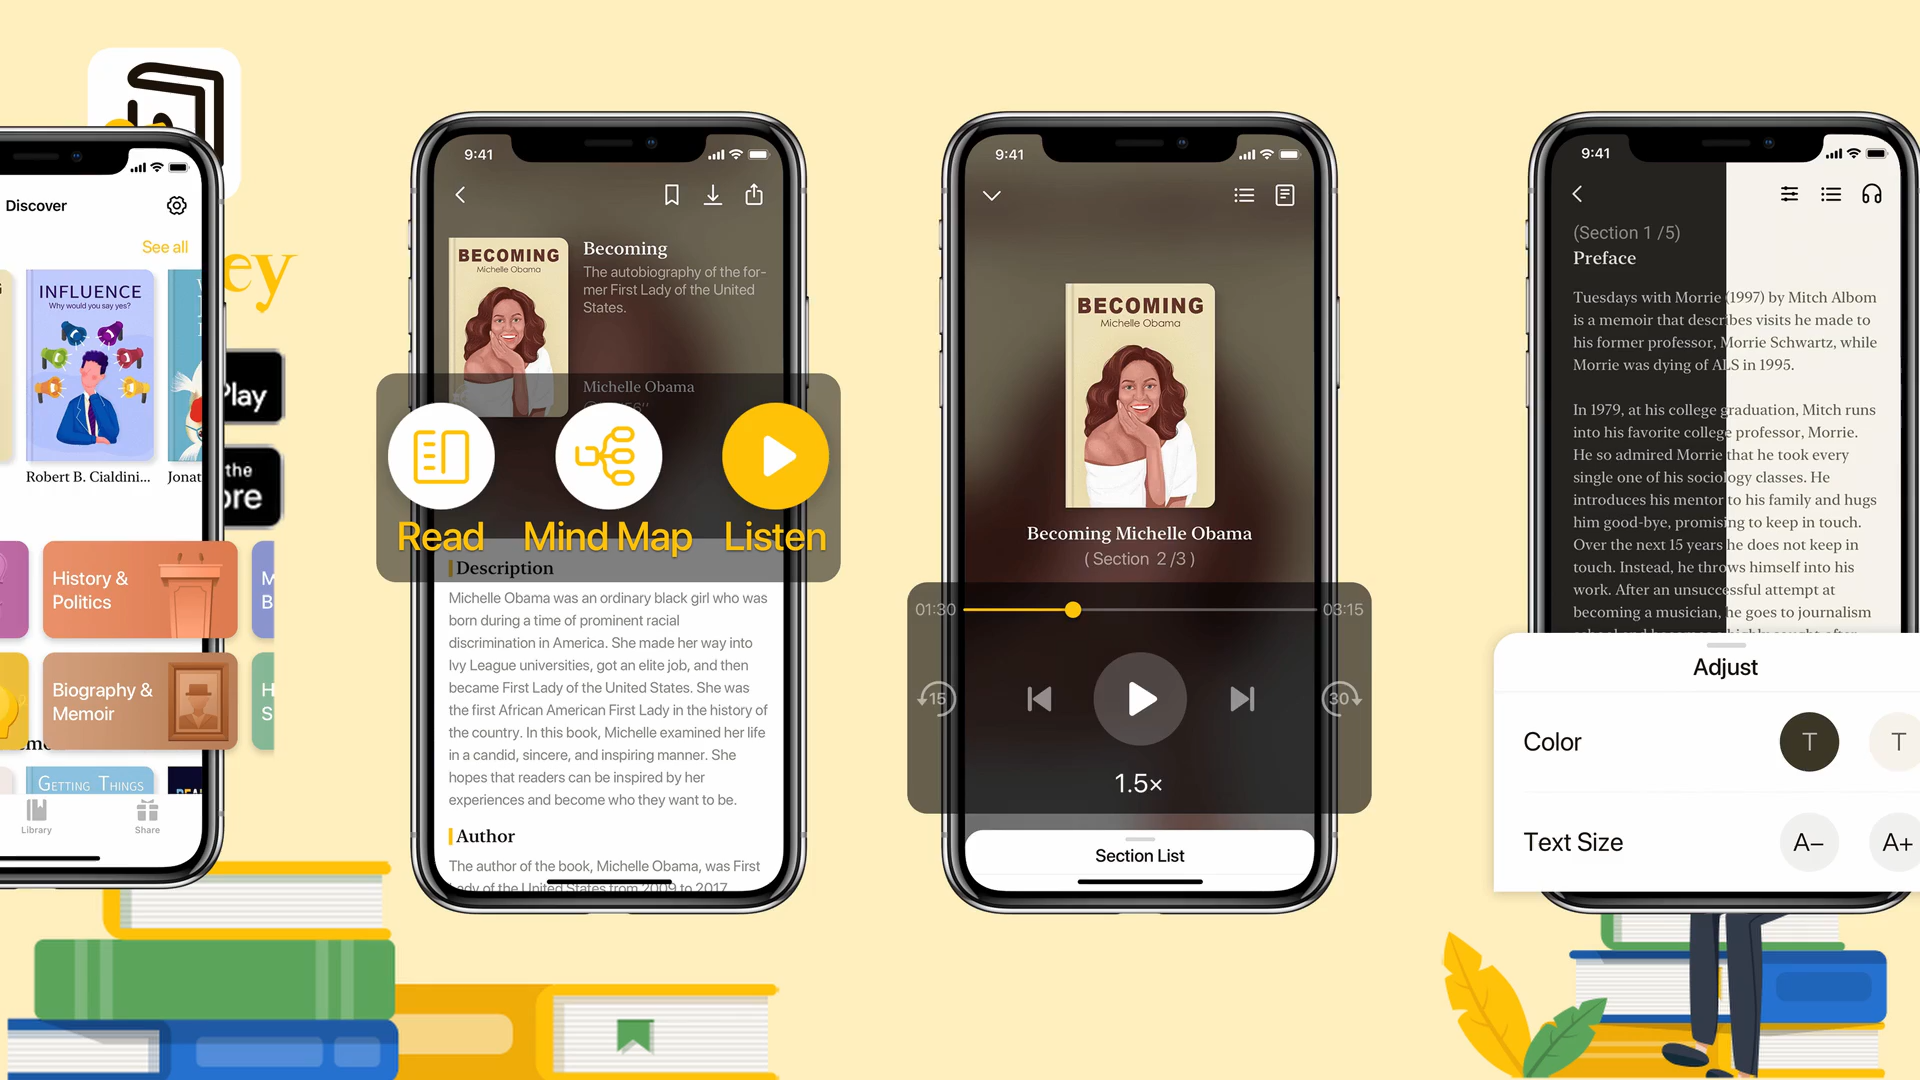 Discover
See all
INFLUENCE
Why would you say yes?
Robert B. Cialdini...
Jonat
History &
Politics
Biography &
Memoir
M
B
H
S
GETTING THINGS
Library
Share
ey
Play
the
ore
9:41
BECOMING
Michelle Obama
Becoming
The autobiography of the for-
mer First Lady of the United
States.
Michelle Obama
Read
Mind Map
Listen
Description
Michelle Obama was an ordinary black girl who was
born during a time of prominent racial
discrimination in America. She made her way into
Ivy League universities, got an elite job, and then
became First Lady of the United States. She was
the first African American First Lady in the history of
the country. In this book, Michelle examined her life
in a candid, sincere, and inspiring manner. She
hopes that readers can be inspired by her
experiences and become who they want to be.
Author
The author of the book, Michelle Obama, was First
Lady of the United States from 2009 to 2017.
9:41
BECOMING
Michelle Obama
Becoming Michelle Obama
( Section 2 /3 )
01:30
03:15
15
30
1.5×
Section List
9:41
(Section 1 /5)
Preface
Tuesdays with Morrie (1997) by Mitch Albom
is a memoir that describes visits he made to
his former professor, Morrie Schwartz, while
Morrie was dying of ALS in 1995.
In 1979, at his college graduation, Mitch runs
into his favorite college professor, Morrie.
He so admired Morrie that he took every
single one of his sociology classes. He
introduces his mentor to his family and hugs
him good-bye, promising to keep in touch.
Over the next 15 years he does not keep in
touch. Instead, he throws himself into his
work. After an unsuccessful attempt at
becoming a musician, he goes to journalism
Adjust
Color
T
T
Text Size
A−
A+